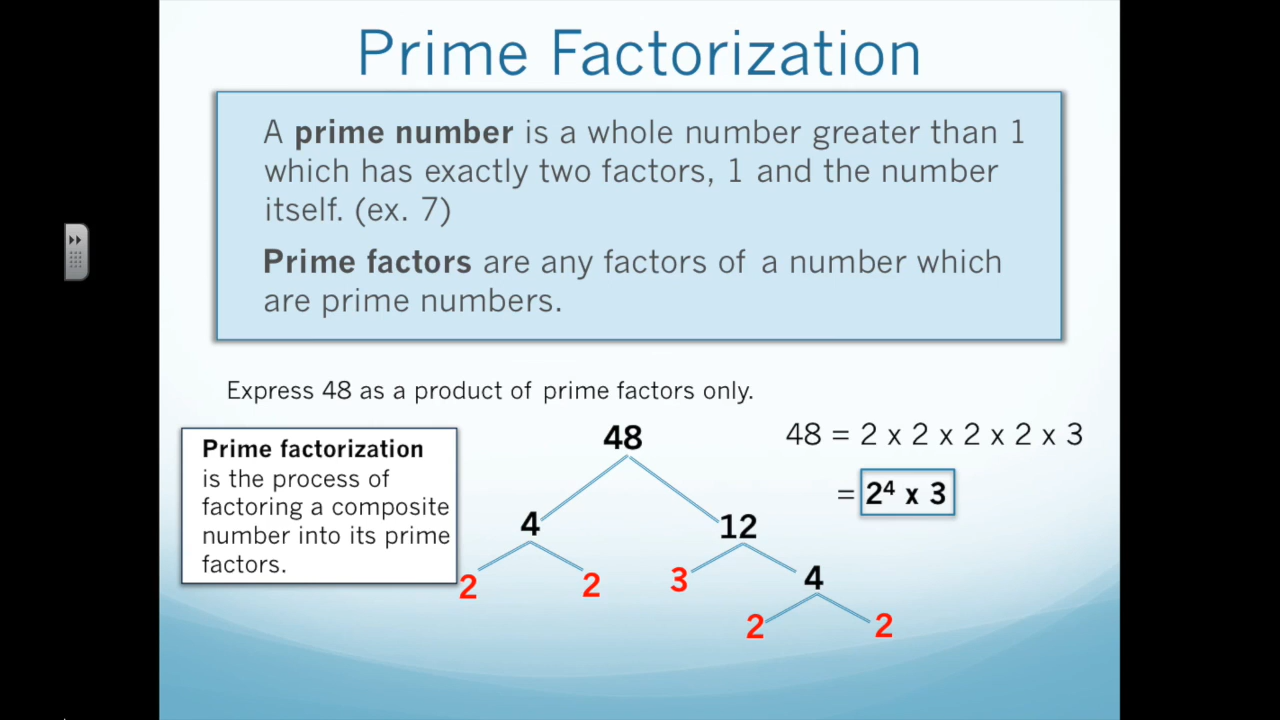 Prime Factorization
A prime number is a whole number greater than 1
which has exactly two factors, 1 and the number
itself. (ex. 7)
Prime factors are any factors of a number which
are prime numbers.
Express 48 as a product of prime factors only.
Prime factorization
is the process of
factoring a composite
number into its prime
factors.
48
4 12
2 2 3 4
2 2
48 = 2 x 2 x 2 x 2 x 3
= 2⁴ x 3